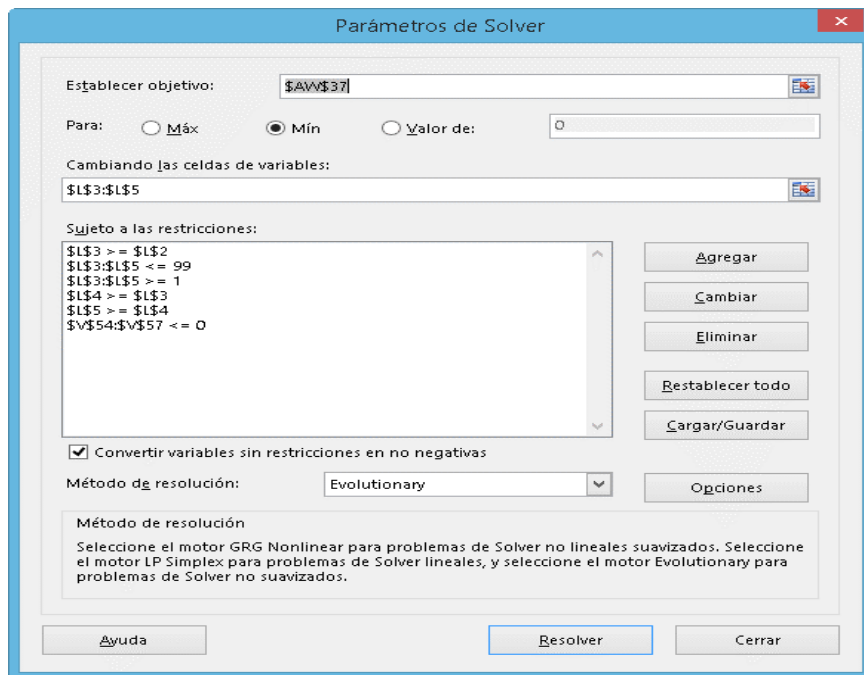 Parámetros de Solver
Establecer objetivo: $AW$37
Para: Máx Mín Valor de: 0
Cambiando las celdas de variables:
$L$3:$L$5
Sujeto a las restricciones:
$L$3 >= $L$2
$L$3:$L$5 <= 99
$L$3:$L$5 >= 1
$L$4 >= $L$3
$L$5 >= $L$4
$V$54:$V$57 <= 0
Agregar
Cambiar
Eliminar
Restablecer todo
Cargar/Guardar
Convertir variables sin restricciones en no negativas
Método de resolución: Evolutionary
Opciones
Método de resolución
Seleccione el motor GRG Nonlinear para problemas de Solver no lineales suavizados. Seleccione
el motor LP Simplex para problemas de Solver lineales, y seleccione el motor Evolutionary para
problemas de Solver no suavizados.
Ayuda Resolver Cerrar